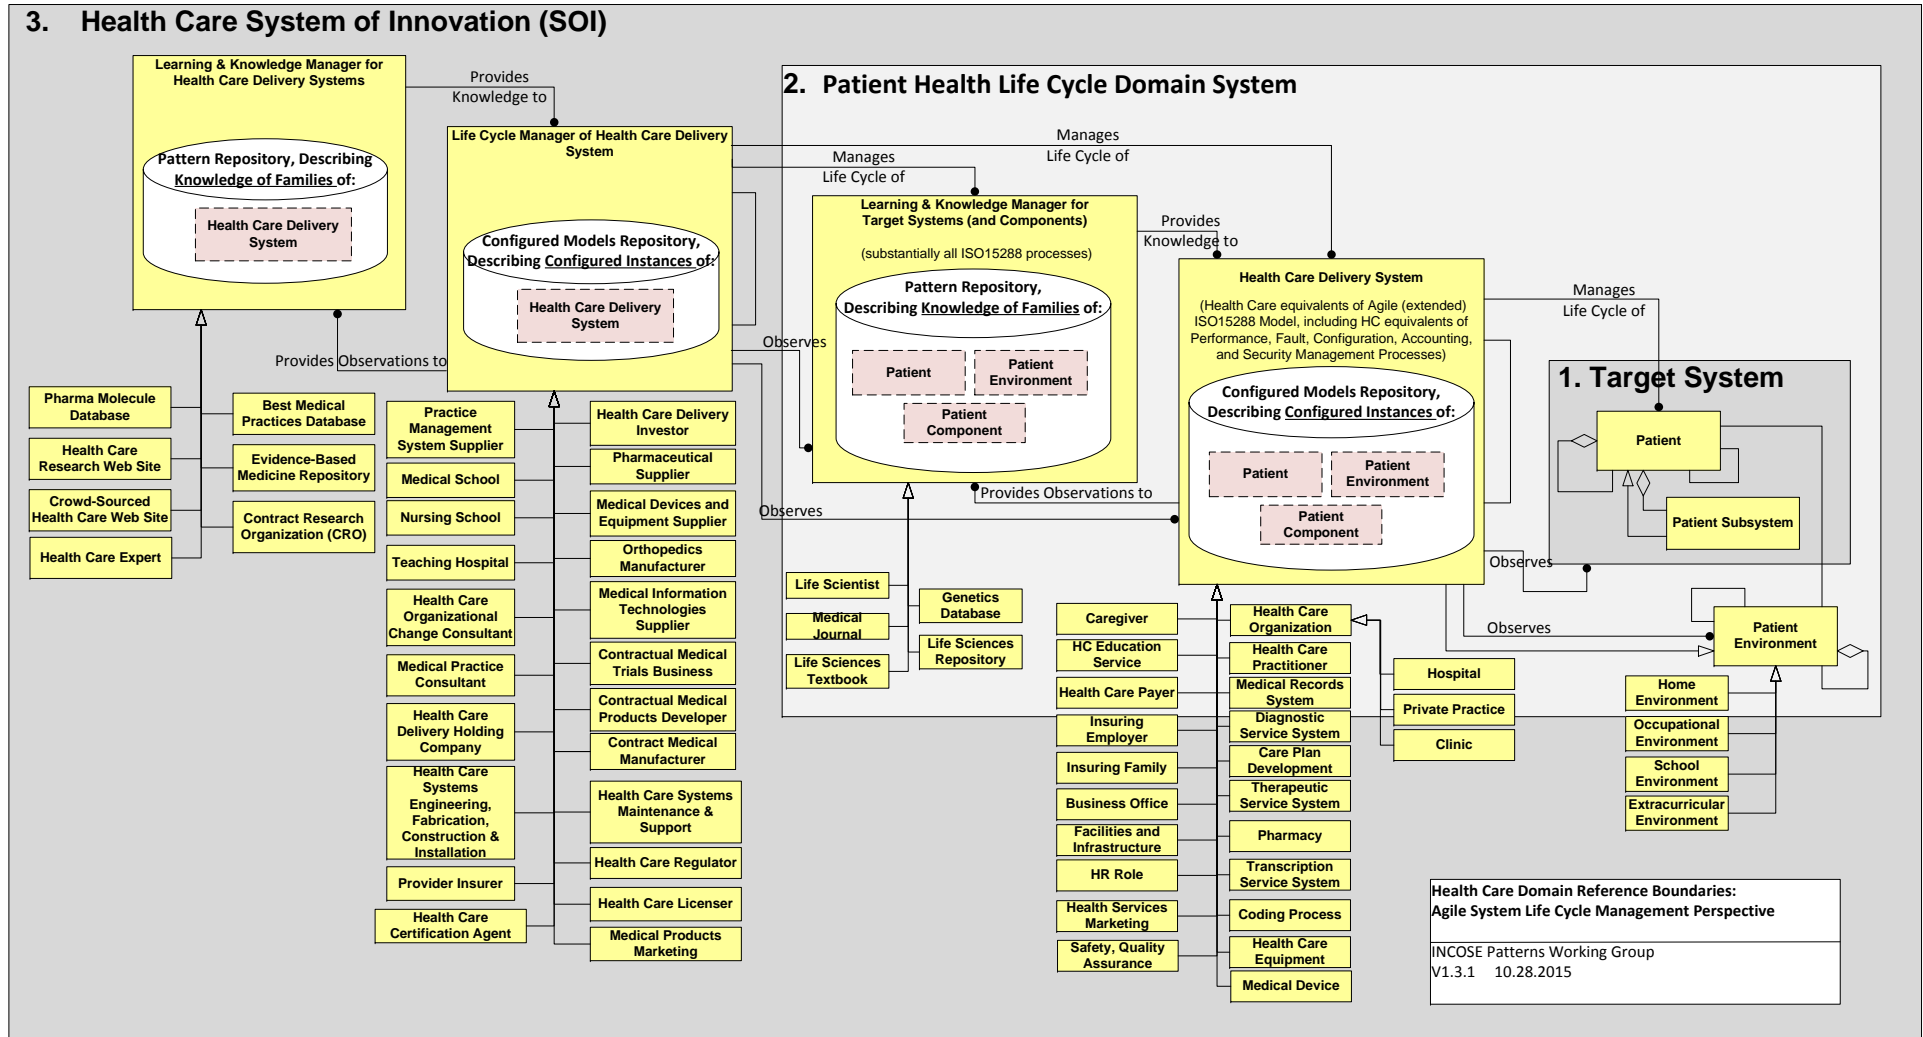 3. Health Care System of Innovation (SOI)
Learning & Knowledge Manager for
Health Care Delivery Systems
Pattern Repository, Describing
Knowledge of Families of:
Health Care Delivery
System
Provides
Knowledge to
Life Cycle Manager of Health Care Delivery
System
Configured Models Repository,
Describing Configured Instances of:
Health Care Delivery
System
Provides Observations to
2. Patient Health Life Cycle Domain System
Manages
Life Cycle of
Manages
Life Cycle of
Learning & Knowledge Manager for
Target Systems (and Components)
(substantially all ISO15288 processes)
Pattern Repository,
Describing Knowledge of Families of:
Patient
Patient
Environment
Patient
Component
Observes
Observes
Provides
Knowledge to
Provides Observations to
Health Care Delivery System
(Health Care equivalents of Agile (extended)
ISO15288 Model, including HC equivalents of
Performance, Fault, Configuration, Accounting,
and Security Management Processes)
Configured Models Repository,
Describing Configured Instances of:
Patient
Patient
Environment
Patient
Component
Manages
Life Cycle of
1. Target System
Patient
Patient Subsystem
Observes
Observes
Patient
Environment
Pharma Molecule
Database
Health Care
Research Web Site
Crowd-Sourced
Health Care Web Site
Health Care Expert
Best Medical
Practices Database
Evidence-Based
Medicine Repository
Contract Research
Organization (CRO)
Practice
Management
System Supplier
Medical School
Nursing School
Teaching Hospital
Health Care
Organizational
Change Consultant
Medical Practice
Consultant
Health Care
Delivery Holding
Company
Health Care
Systems
Engineering,
Fabrication,
Construction &
Installation
Provider Insurer
Health Care
Certification Agent
Health Care Delivery
Investor
Pharmaceutical
Supplier
Medical Devices and
Equipment Supplier
Orthopedics
Manufacturer
Medical Information
Technologies
Supplier
Contractual Medical
Trials Business
Contractual Medical
Products Developer
Contract Medical
Manufacturer
Health Care Systems
Maintenance &
Support
Health Care Regulator
Health Care Licenser
Medical Products
Marketing
Life Scientist
Medical
Journal
Life Sciences
Textbook
Genetics
Database
Life Sciences
Repository
Caregiver
HC Education
Service
Health Care Payer
Insuring
Employer
Insuring Family
Business Office
Facilities and
Infrastructure
HR Role
Health Services
Marketing
Safety, Quality
Assurance
Health Care
Organization
Health Care
Practitioner
Medical Records
System
Diagnostic
Service System
Care Plan
Development
Therapeutic
Service System
Pharmacy
Transcription
Service System
Coding Process
Health Care
Equipment
Medical Device
Hospital
Private Practice
Clinic
Home
Environment
Occupational
Environment
School
Environment
Extracurricular
Environment
Health Care Domain Reference Boundaries:
Agile System Life Cycle Management Perspective
INCOSE Patterns Working Group
V1.3.1 10.28.2015